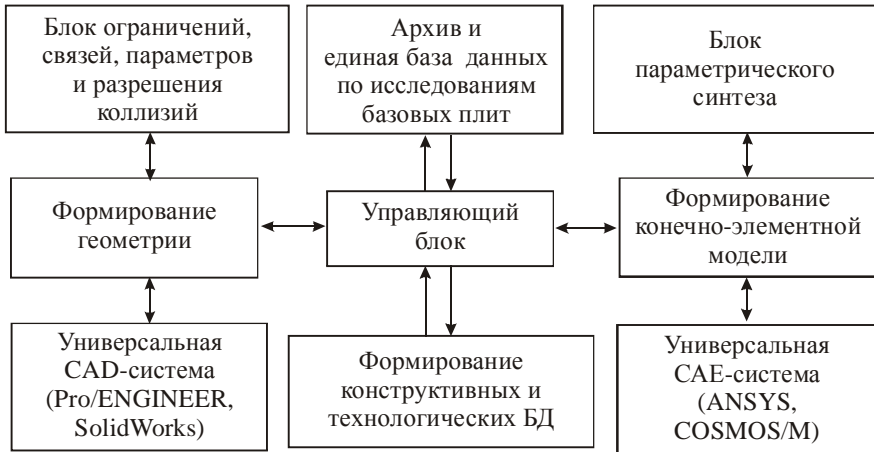 Блок ограничений,
связей, параметров
и разрешения
коллизий
Архив и
единая база данных
по исследованиям
базовых плит
Блок
параметрического
синтеза
Формирование
геометрии
Управляющий
блок
Формирование
конечно-элементной
модели
Универсальная
CAD-система
(Pro/ENGINEER,
SolidWorks)
Формирование
конструктивных и
технологических БД
Универсальная
CAE-система
(ANSYS,
COSMOS/M)